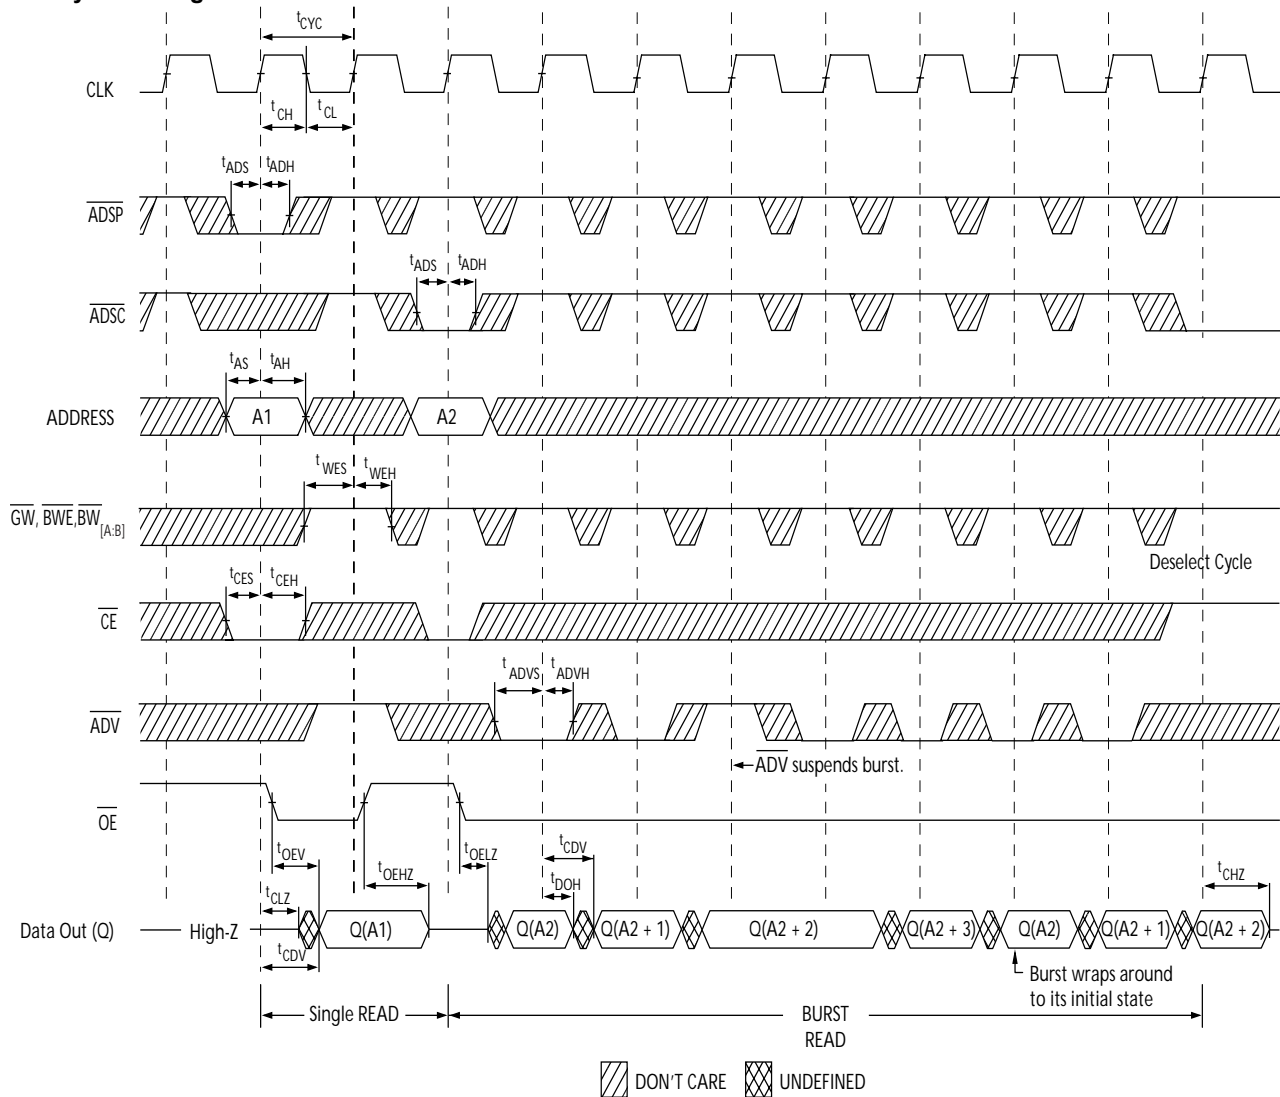 tCYC
CLK
tCH
tCL
tADS
tADH
ADSP
tADS
tADH
ADSC
tAS
tAH
ADDRESS
A1
A2
tWES
tWEH
GW, BWE,BW[A:B]
Deselect Cycle
tCES
tCEH
CE
tADVS
tADVH
ADV
ADV suspends burst.
OE
tOEV
tOEHZ
tOELZ
tCDV
tDOH
tCLZ
tCHZ
Data Out (Q)
High-Z
Q(A1)
Q(A2)
Q(A2 + 1)
Q(A2 + 2)
Q(A2 + 3)
Q(A2)
Q(A2 + 1)
Q(A2 + 2)
tCDV
Burst wraps around
to its initial state
Single READ
BURST
READ
DON'T CARE
UNDEFINED